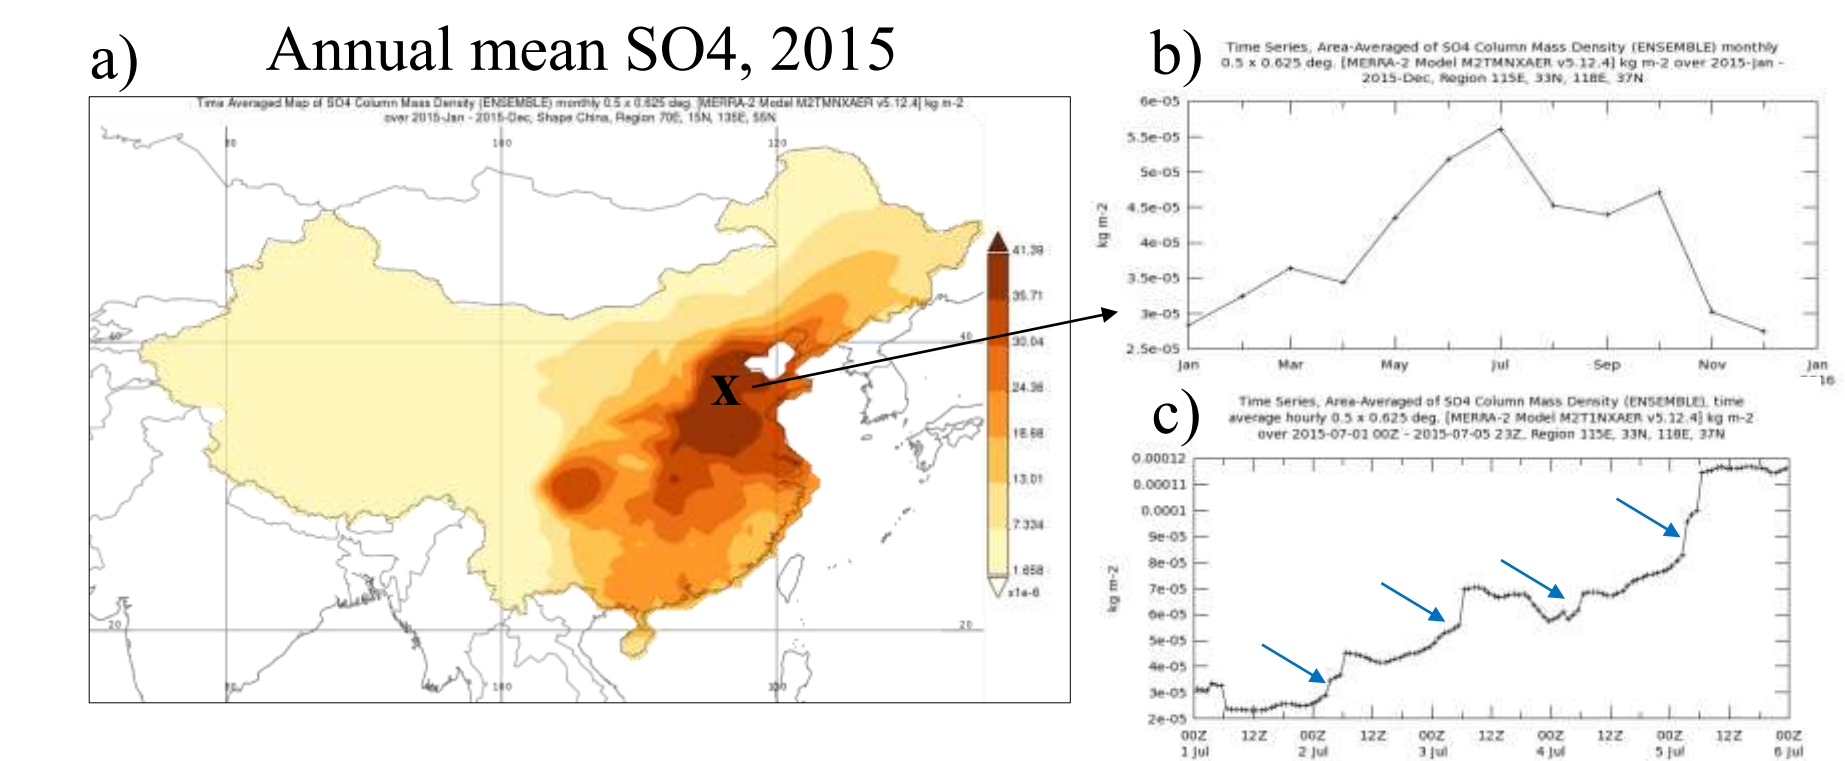 a)
Annual mean SO4, 2015
Time Averaged Map of SO4 Column Mass Density (ENSEMBLE) monthly 0.5 x 0.625 deg. [MERRA-2 Model M2TMNXAER v5.12.4] kg m-2
over 2015-Jan - 2015-Dec, Shape China, Region 70E, 15N, 135E, 55N
80
100
120
40
40
20
20
80
100
120
X
41.39
35.71
30.04
24.36
18.68
13.01
7.334
1.658
x1e-6
b)
Time Series, Area-Averaged of SO4 Column Mass Density (ENSEMBLE) monthly
0.5 x 0.625 deg. [MERRA-2 Model M2TMNXAER v5.12.4] kg m-2 over 2015-Jan -
2015-Dec, Region 115E, 33N, 118E, 37N
6e-05
5.5e-05
5e-05
4.5e-05
4e-05
3.5e-05
3e-05
2.5e-05
kg m-2
Jan
Mar
May
Jul
Sep
Nov
Jan
c)
Time Series, Area-Averaged of SO4 Column Mass Density (ENSEMBLE), time
average hourly 0.5 x 0.625 deg. [MERRA-2 Model M2T1NXAER v5.12.4] kg m-2
over 2015-07-01 00Z - 2015-07-05 23Z, Region 115E, 33N, 118E, 37N
0.00012
0.00011
0.0001
9e-05
8e-05
7e-05
6e-05
5e-05
4e-05
3e-05
2e-05
kg m-2
00Z 12Z 00Z 12Z 00Z 12Z 00Z 12Z 00Z 12Z 00Z
1 Jul 2 Jul 3 Jul 4 Jul 5 Jul 6 Jul